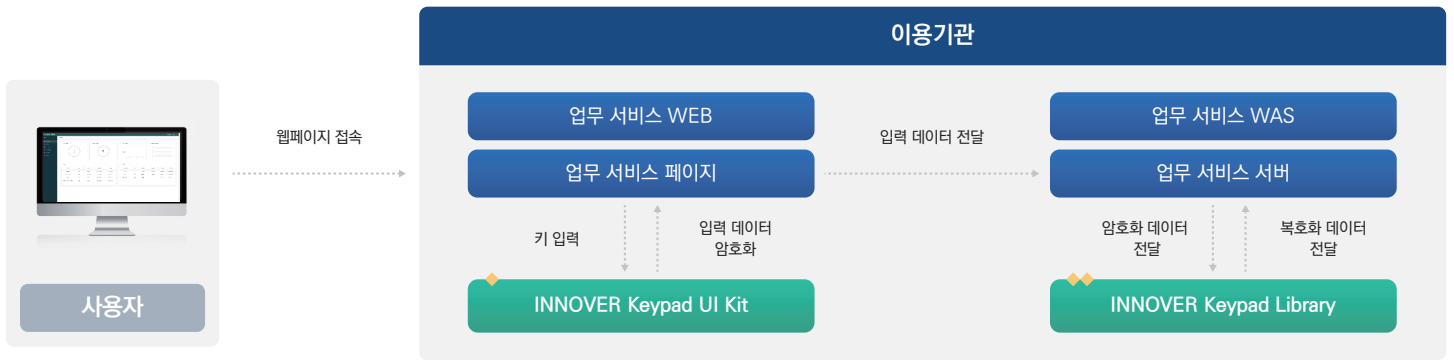 이용기관
업무 서비스 WEB
업무 서비스 WAS
웹페이지 접속
입력 데이터 전달
업무 서비스 페이지
업무 서비스 서버
키 입력
입력 데이터
암호화
암호화 데이터
전달
복호화 데이터
전달
사용자
INNOVER Keypad UI Kit
INNOVER Keypad Library